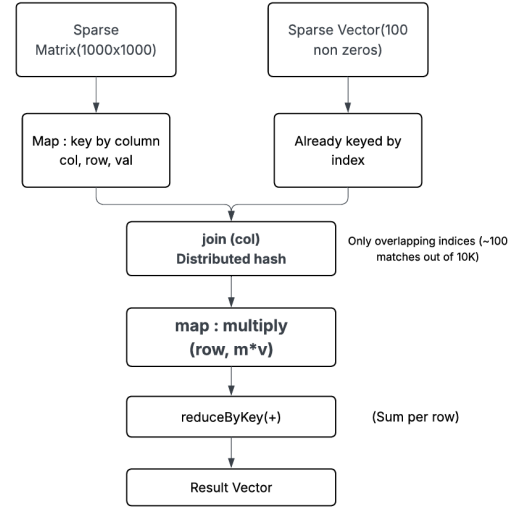 Sparse
Matrix(1000x1000)
Sparse Vector(100
non zeros)
Map : key by column
col, row, val
Already keyed by
index
join (col)
Distributed hash
Only overlapping indices (~100
matches out of 10K)
map : multiply
(row, m*v)
reduceByKey(+)
(Sum per row)
Result Vector